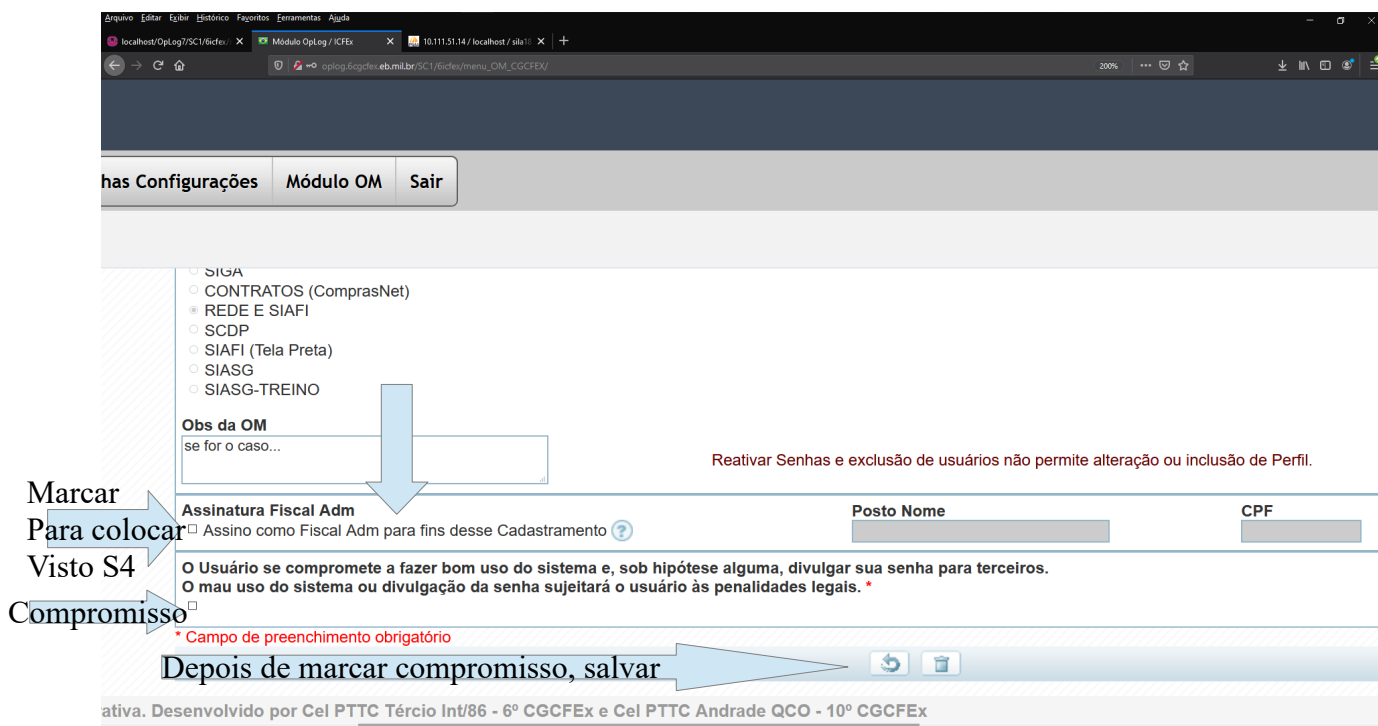 Arquivo Editar Exibir Histórico Favoritos Ferramentas Ajuda
localhost/OpLog7/SC1/6icfex/ Módulo OpLog / ICFEx 10.111.51.14 / localhost / sila18
oplog.6cgcfex.eb.mil.br/SC1/6icfex/menu_OM_CGCFEX/ 200%
has Configurações Módulo OM Sair
SIGA
CONTRATOS (ComprasNet)
REDE E SIAFI
SCDP
SIAFI (Tela Preta)
SIASG
SIASG-TREINO
Obs da OM
se for o caso...
Reativar Senhas e exclusão de usuários não permite alteração ou inclusão de Perfil.
Marcar
Para colocar
Visto S4
Assinatura Fiscal Adm Posto Nome CPF
Assino como Fiscal Adm para fins desse Cadastramento ?
O Usuário se compromete a fazer bom uso do sistema e, sob hipótese alguma, divulgar sua senha para terceiros.
O mau uso do sistema ou divulgação da senha sujeitará o usuário às penalidades legais. *
Compromisso
* Campo de preenchimento obrigatório
Depois de marcar compromisso, salvar
ativa. Desenvolvido por Cel PTTC Tércio Int/86 - 6º CGCFEx e Cel PTTC Andrade QCO - 10º CGCFEx